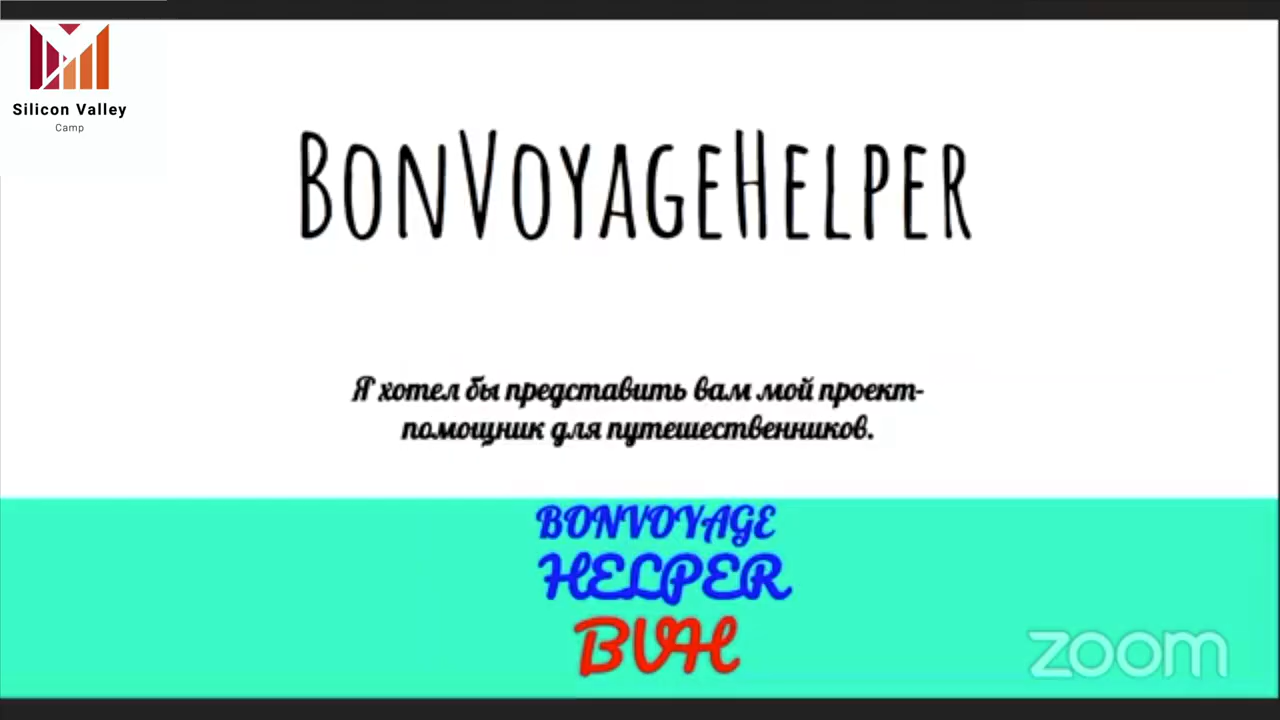 Silicon Valley
Camp
BONVOYAGEHELPER
Я хотел бы представить вам мой проект-
помощник для путешественников.
BONVOYAGE
HELPER
BVH
zoom